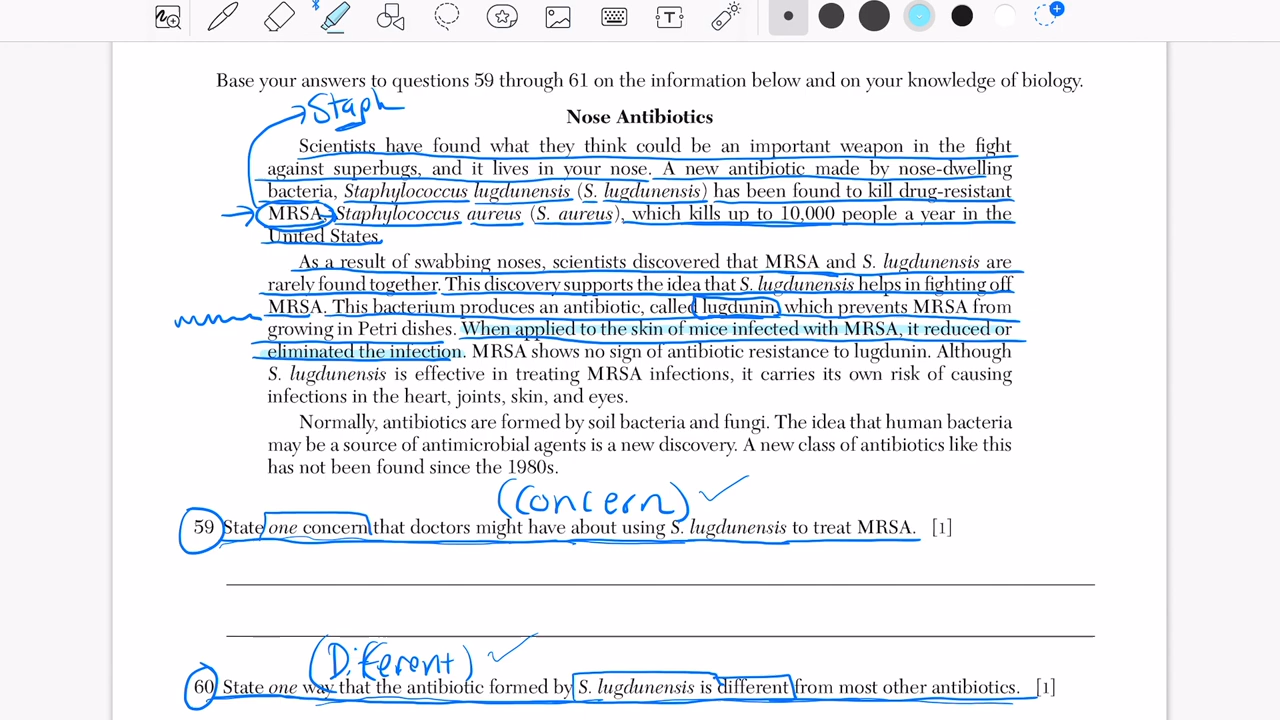 Base your answers to questions 59 through 61 on the information below and on your knowledge of biology.
Staph
Nose Antibiotics
Scientists have found what they think could be an important weapon in the fight
against superbugs, and it lives in your nose. A new antibiotic made by nose-dwelling
bacteria, Staphylococcus lugdunensis (S. lugdunensis) has been found to kill drug-resistant
MRSA, Staphylococcus aureus (S. aureus), which kills up to 10,000 people a year in the
United States.
As a result of swabbing noses, scientists discovered that MRSA and S. lugdunensis are
rarely found together. This discovery supports the idea that S. lugdunensis helps in fighting off
MRSA. This bacterium produces an antibiotic, called lugdunin, which prevents MRSA from
growing in Petri dishes. When applied to the skin of mice infected with MRSA, it reduced or
eliminated the infection. MRSA shows no sign of antibiotic resistance to lugdunin. Although
S. lugdunensis is effective in treating MRSA infections, it carries its own risk of causing
infections in the heart, joints, skin, and eyes.
Normally, antibiotics are formed by soil bacteria and fungi. The idea that human bacteria
may be a source of antimicrobial agents is a new discovery. A new class of antibiotics like this
has not been found since the 1980s.
(Concern)
59 State one concern that doctors might have about using S. lugdunensis to treat MRSA. [1]
(Different)
60 State one way that the antibiotic formed by S. lugdunensis is different from most other antibiotics. [1]